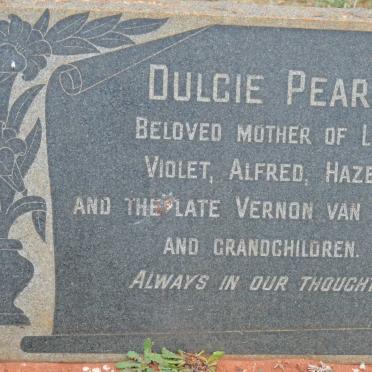 DULCIE PEAR
BELOVED MOTHER OF L
VIOLET, ALFRED, HAZE
AND THE LATE VERNON VAN
AND GRANDCHILDREN.
ALWAYS IN OUR THOUGHT